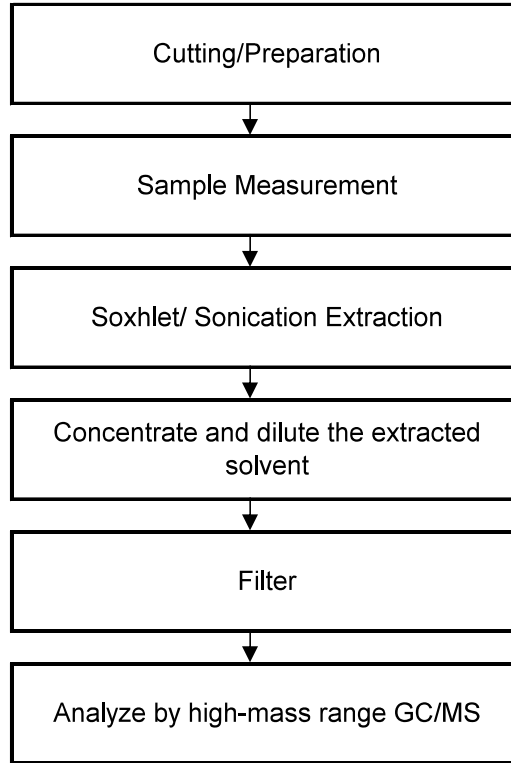 Cutting/Preparation
Sample Measurement
Soxhlet/ Sonication Extraction
Concentrate and dilute the extracted
solvent
Filter
Analyze by high-mass range GC/MS